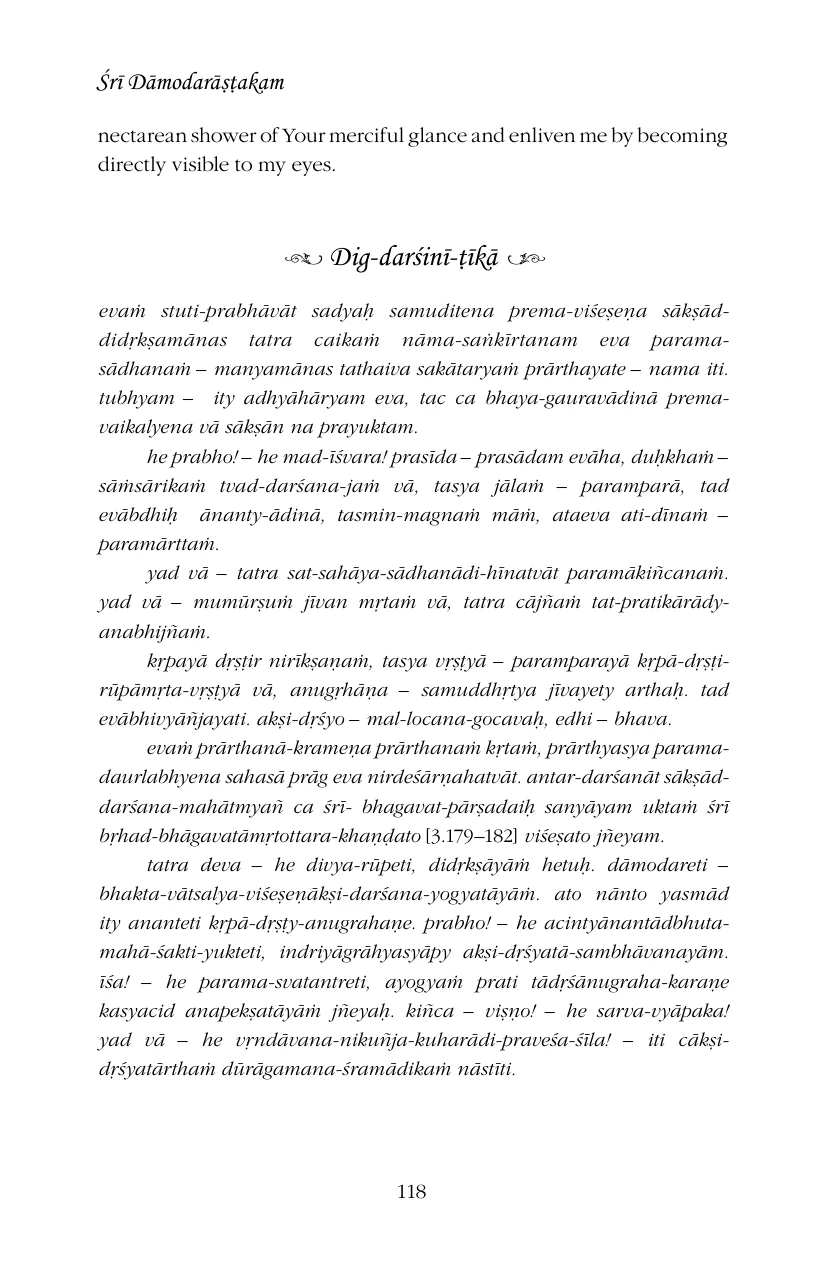 Śrī Dāmodarāṣṭakam
nectarean shower of Your merciful glance and enliven me by becoming
directly visible to my eyes.
Dig-darśinī-ṭīkā
evaṁ stuti-prabhāvāt sadyaḥ samuditena prema-viśeṣeṇa sākṣād-
didṛkṣamānas tatra caikaṁ nāma-saṅkīrtanam eva parama-
sādhanaṁ – manyamānas tathaiva sakātaryaṁ prārthayate – nama iti.
tubhyam – ity adhyāhāryam eva, tac ca bhaya-gauravādinā prema-
vaikalyena vā sākṣān na prayuktam.
he prabho! – he mad-īśvara! prasīda – prasādam evāha, duḥkhaṁ –
sāṁsārikaṁ tvad-darśana-jaṁ vā, tasya jālaṁ – paramparā, tad
evābdhiḥ ānanty-ādinā, tasmin-magnaṁ māṁ, ataeva ati-dīnaṁ –
paramārttaṁ.
yad vā – tatra sat-sahāya-sādhanādi-hīnatvāt paramākiñcanaṁ.
yad vā – mumūrṣuṁ jīvan mṛtaṁ vā, tatra cājñaṁ tat-pratikārādy-
anabhijñaṁ.
kṛpayā dṛṣṭir nirīkṣaṇaṁ, tasya vṛṣṭyā – paramparayā kṛpā-dṛṣṭi-
rūpāmṛta-vṛṣṭyā vā, anugṛhāṇa – samuddhṛtya jīvayety arthaḥ. tad
evābhivyāñjayati. akṣi-dṛśyo – mal-locana-gocavaḥ, edhi – bhava.
evaṁ prārthanā-krameṇa prārthanaṁ kṛtaṁ, prārthyasya parama-
daurlabhyena sahasā prāg eva nirdeśārṇahatvāt. antar-darśanāt sākṣād-
darśana-mahātmyañ ca śrī- bhagavat-pārṣadaiḥ sanyāyam uktaṁ śrī
bṛhad-bhāgavatāmṛtottara-khaṇḍato [3.179–182] viśeṣato jñeyam.
tatra deva – he divya-rūpeti, didṛkṣāyāṁ hetuḥ. dāmodareti –
bhakta-vātsalya-viśeṣeṇākṣi-darśana-yogyatāyāṁ. ato nānto yasmād
ity ananteti kṛpā-dṛṣṭy-anugrahaṇe. prabho! – he acintyānantādbhuta-
mahā-śakti-yukteti, indriyāgrāhyasyāpy akṣi-dṛśyatā-sambhāvanayām.
īśa! – he parama-svatantreti, ayogyaṁ prati tādṛśānugraha-karaṇe
kasyacid anapekṣatāyāṁ jñeyaḥ. kiñca – viṣṇo! – he sarva-vyāpaka!
yad vā – he vṛndāvana-nikuñja-kuharādi-praveśa-śīla! – iti cākṣi-
dṛśyatārthaṁ dūrāgamana-śramādikaṁ nāstīti.
118